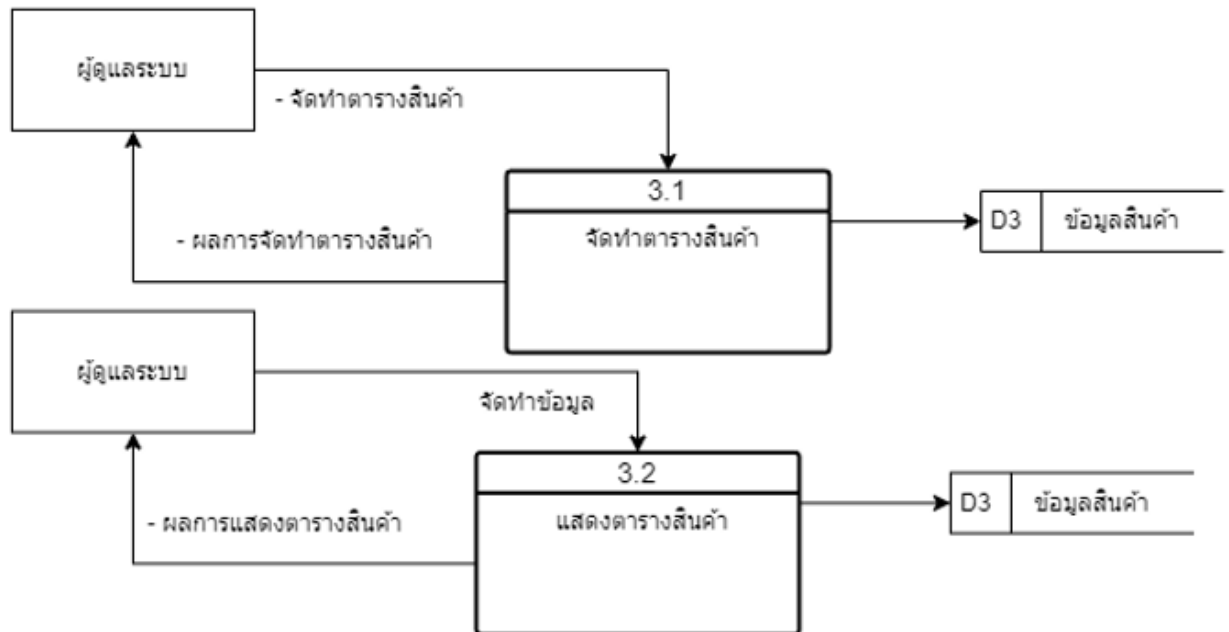 ผู้ดูแลระบบ
- จัดทำตารางสินค้า
3.1
จัดทำตารางสินค้า
D3 ข้อมูลสินค้า
- ผลการจัดทำตารางสินค้า
ผู้ดูแลระบบ
จัดทำข้อมูล
3.2
แสดงตารางสินค้า
D3 ข้อมูลสินค้า
- ผลการแสดงตารางสินค้า